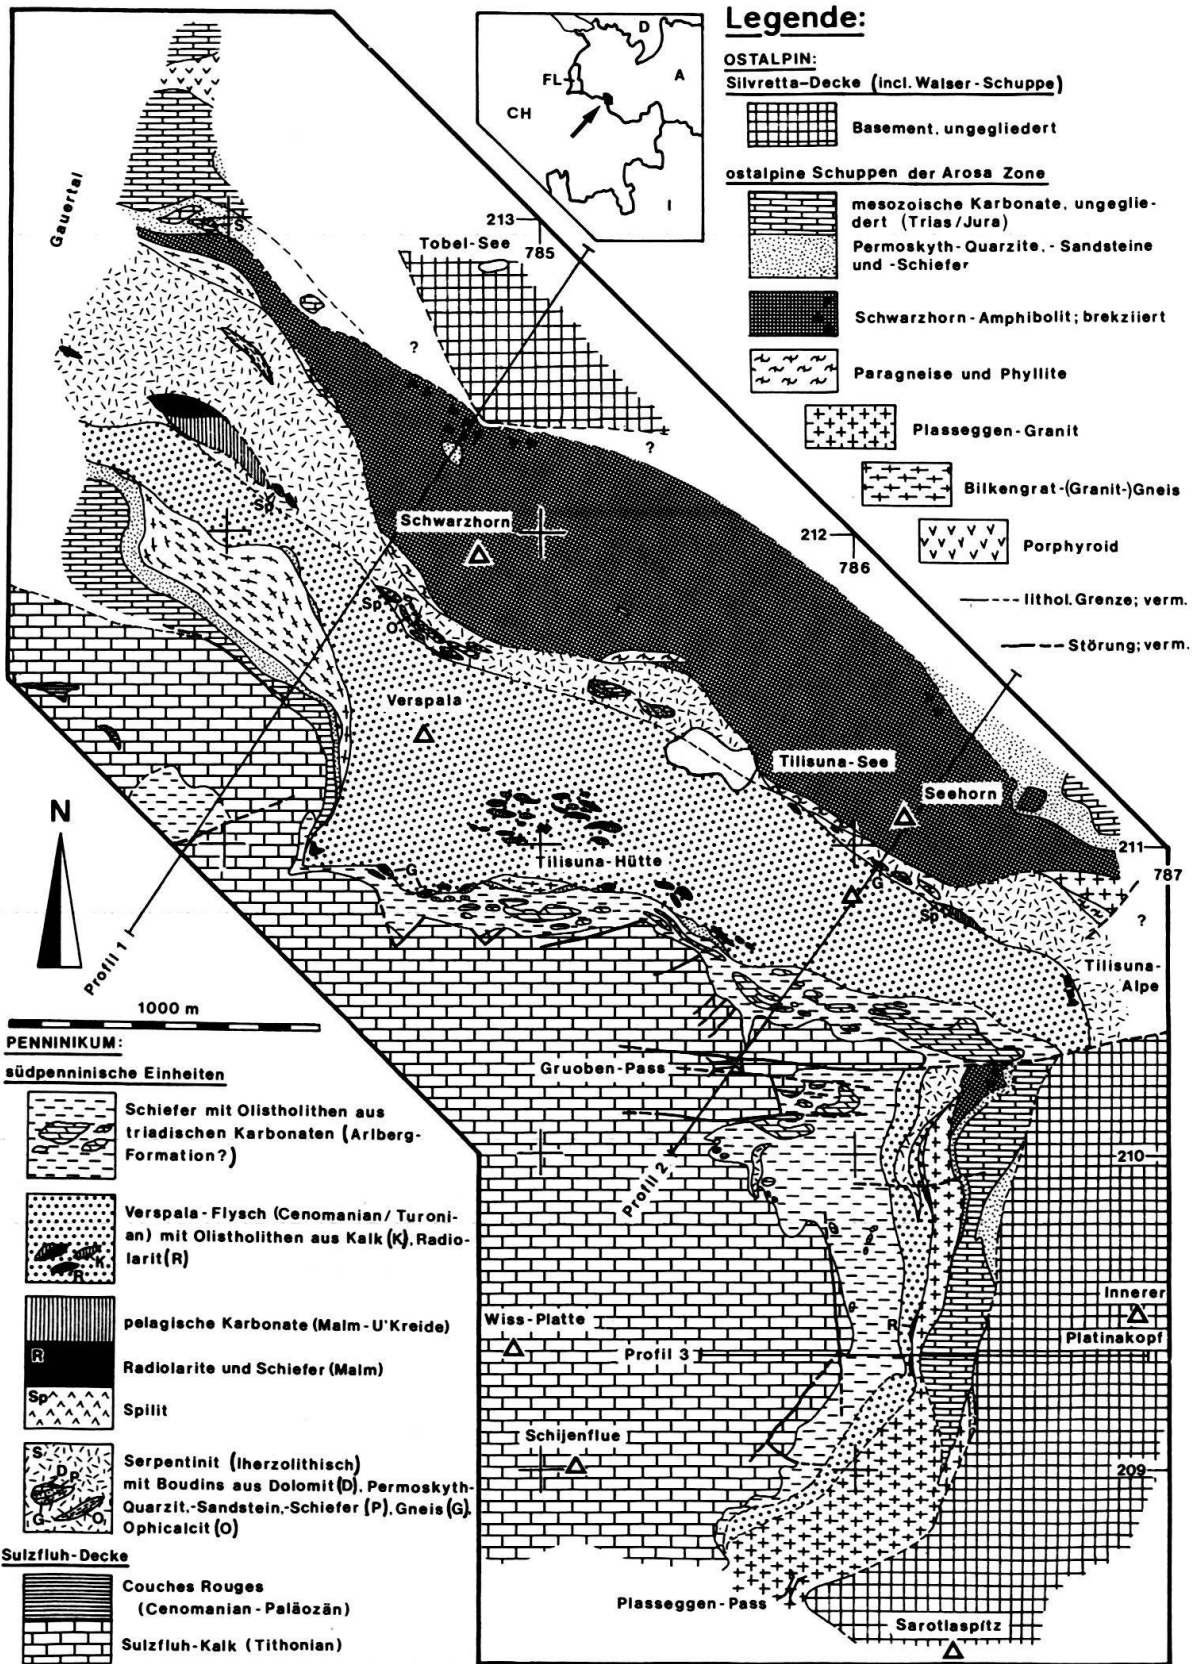 Legende:
OSTALPIN:
Silvretta-Decke (incl. Walser-Schuppe)
Basement, ungegliedert
ostalpine Schuppen der Arosa Zone
mesozoische Karbonate, unglie-
dert (Trias/Jura)
Permoskyth-Quarzite, -Sandsteine
und -Schiefer
Schwarzhorn-Amphibolit; brekziiert
Paragneise und Phyllite
Plasseggen-Granit
Bilkengrat-(Granit-)Gneis
Porphyroid
lithol. Grenze; verm.
Störung; verm.
D
FL
A
CH
I
213
785
Tobel-See
Gauertal
S
?
?
212
786
Sp
Schwarzhorn
Sp
O
Verspala
Tilisuna-See
Seehorn
211
787
N
Tilisuna-Hütte
G
G
Sp
?
Tilisuna-
Alpe
Profil 1
1000 m
Gruoben-Pass
210
Profil 2
Innerer
Platinakopf
Wiss-Platte
R
Profil 3
Schijenflue
209
Plasseggen-Pass
Sarotlaspitz
PENNINIKUM:
südpenninische Einheiten
Schiefer mit Olistholithen aus
triadischen Karbonaten (Arlberg-
Formation?)
Verspala-Flysch (Cenomanian/Turoni-
an) mit Olistholithen aus Kalk (K), Radio-
larit (R)
K
R
pelagische Karbonate (Malm-U'Kreide)
R
Radiolarite und Schiefer (Malm)
Sp
Spilit
S
D
P
G
O
Serpentinit (lherzolithisch)
mit Boudins aus Dolomit (D), Permoskyth-
Quarzit,-Sandstein,-Schiefer (P), Gneis (G),
Ophicalcit (O)
Sulzfluh-Decke
Couches Rouges
(Cenomanian-Paläozän)
Sulzfluh-Kalk (Tithonian)